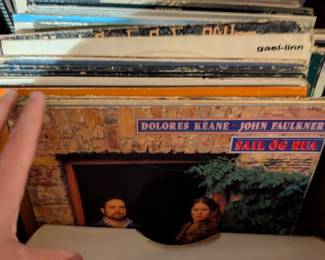 gael-linn
DOLORES KEANE - JOHN FAULKNER
SAIL ÓG RUA